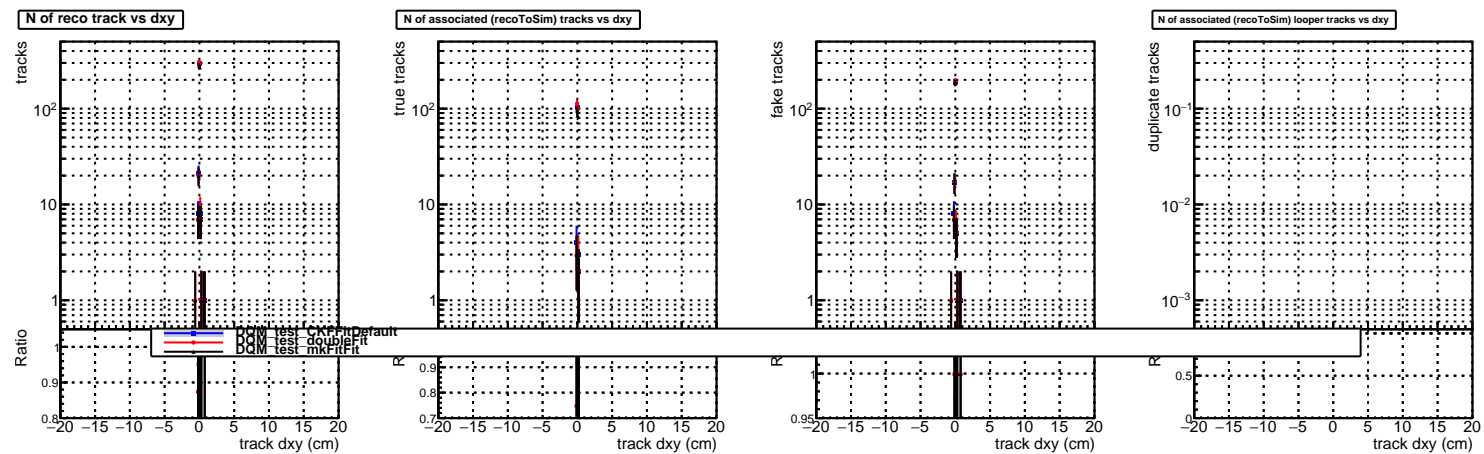 N of reco track vs dxy
N of associated (recoToSim) tracks vs dxy
N of associated (recoToSim) looper tracks vs dxy
tracks
10²
10
1
Ratio
1
0.9
0.8
−20 −15 −10 −5 0 5 10 15 20
track dxy (cm)
true tracks
10²
10
1
0.9
0.8
0.7
−20 −15 −10 −5 0 5 10 15 20
track dxy (cm)
fake tracks
10²
10
1
1
0.95
−20 −15 −10 −5 0 5 10 15 20
track dxy (cm)
duplicate tracks
10⁻¹
10⁻²
10⁻³
0.5
0
−20 −15 −10 −5 0 5 10 15 20
track dxy (cm)
DQM_test_CKFFitDefault
DQM_test_doubleFit
DQM_test_mkFitFit